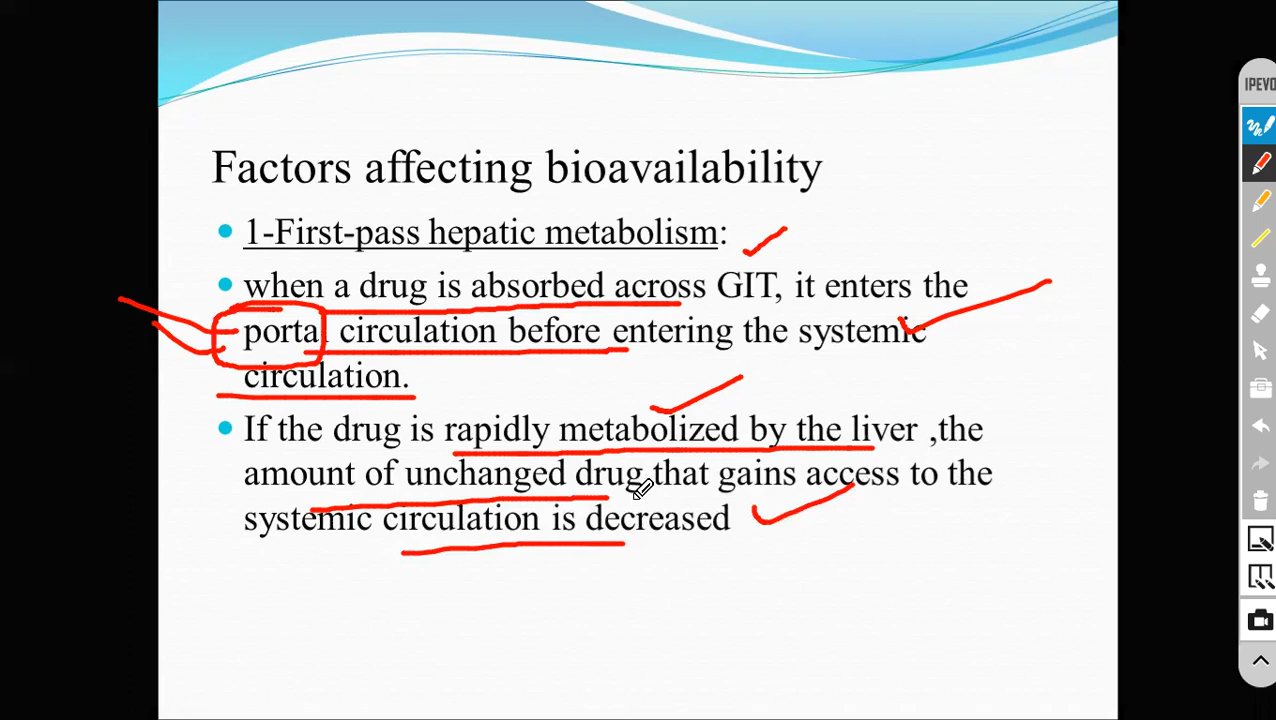 Factors affecting bioavailability
1-First-pass hepatic metabolism:
when a drug is absorbed across GIT, it enters the
portal circulation before entering the systemic
circulation.
If the drug is rapidly metabolized by the liver ,the
amount of unchanged drug that gains access to the
systemic circulation is decreased
IPEVO